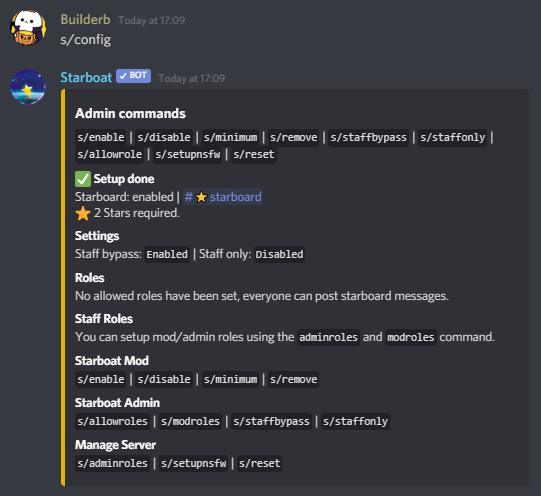 Builderb Today at 17:09
s/config
Starboat ✓ BOT Today at 17:09
Admin commands
s/enable | s/disable | s/minimum | s/remove | s/staffbypass | s/staffonly |
s/allowrole | s/setupnsfw | s/reset
✅ Setup done
Starboard: enabled | #⭐starboard
⭐ 2 Stars required.
Settings
Staff bypass: Enabled | Staff only: Disabled
Roles
No allowed roles have been set, everyone can post starboard messages.
Staff Roles
You can setup mod/admin roles using the adminroles and modroles command.
Starboat Mod
s/enable | s/disable | s/minimum | s/remove
Starboat Admin
s/allowroles | s/modroles | s/staffbypass | s/staffonly
Manage Server
s/adminroles | s/setupnsfw | s/reset